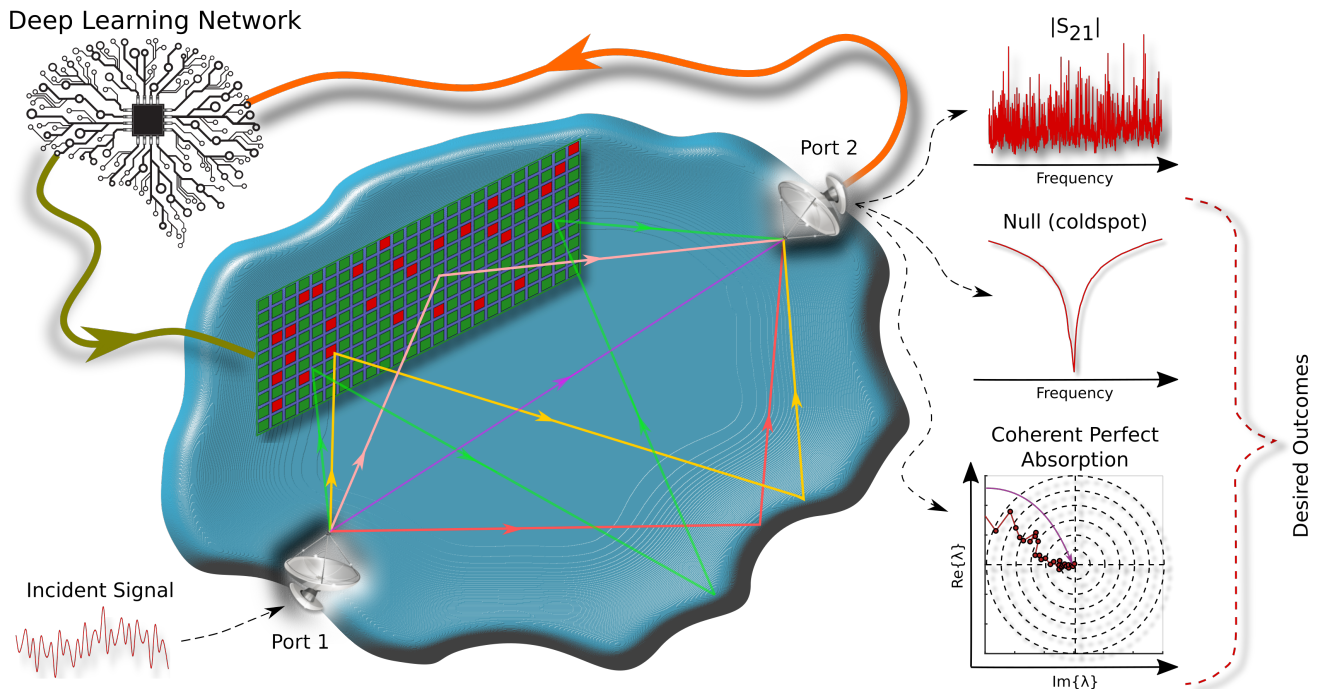 Deep Learning Network
|S21|
Frequency
Port 2
Null (coldspot)
Frequency
Coherent Perfect
Absorption
Re{λ}
Im{λ}
Desired Outcomes
Incident Signal
Port 1